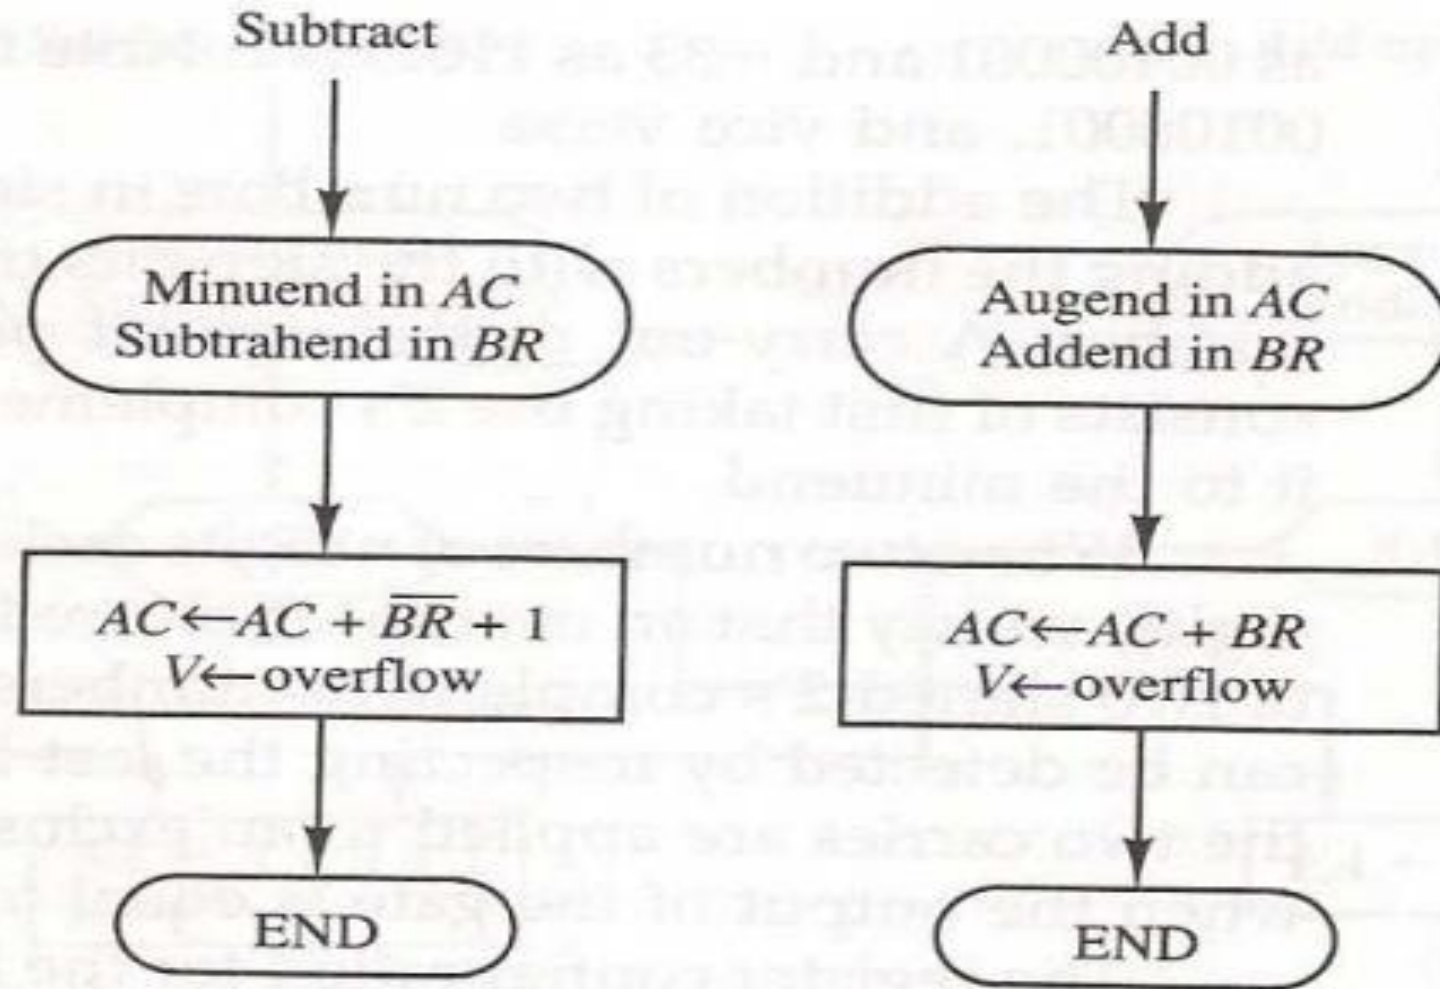 Subtract
Minuend in AC
Subtrahend in BR
AC←AC + B̅R̅ + 1
V←overflow
END
Add
Augend in AC
Addend in BR
AC←AC + BR
V←overflow
END